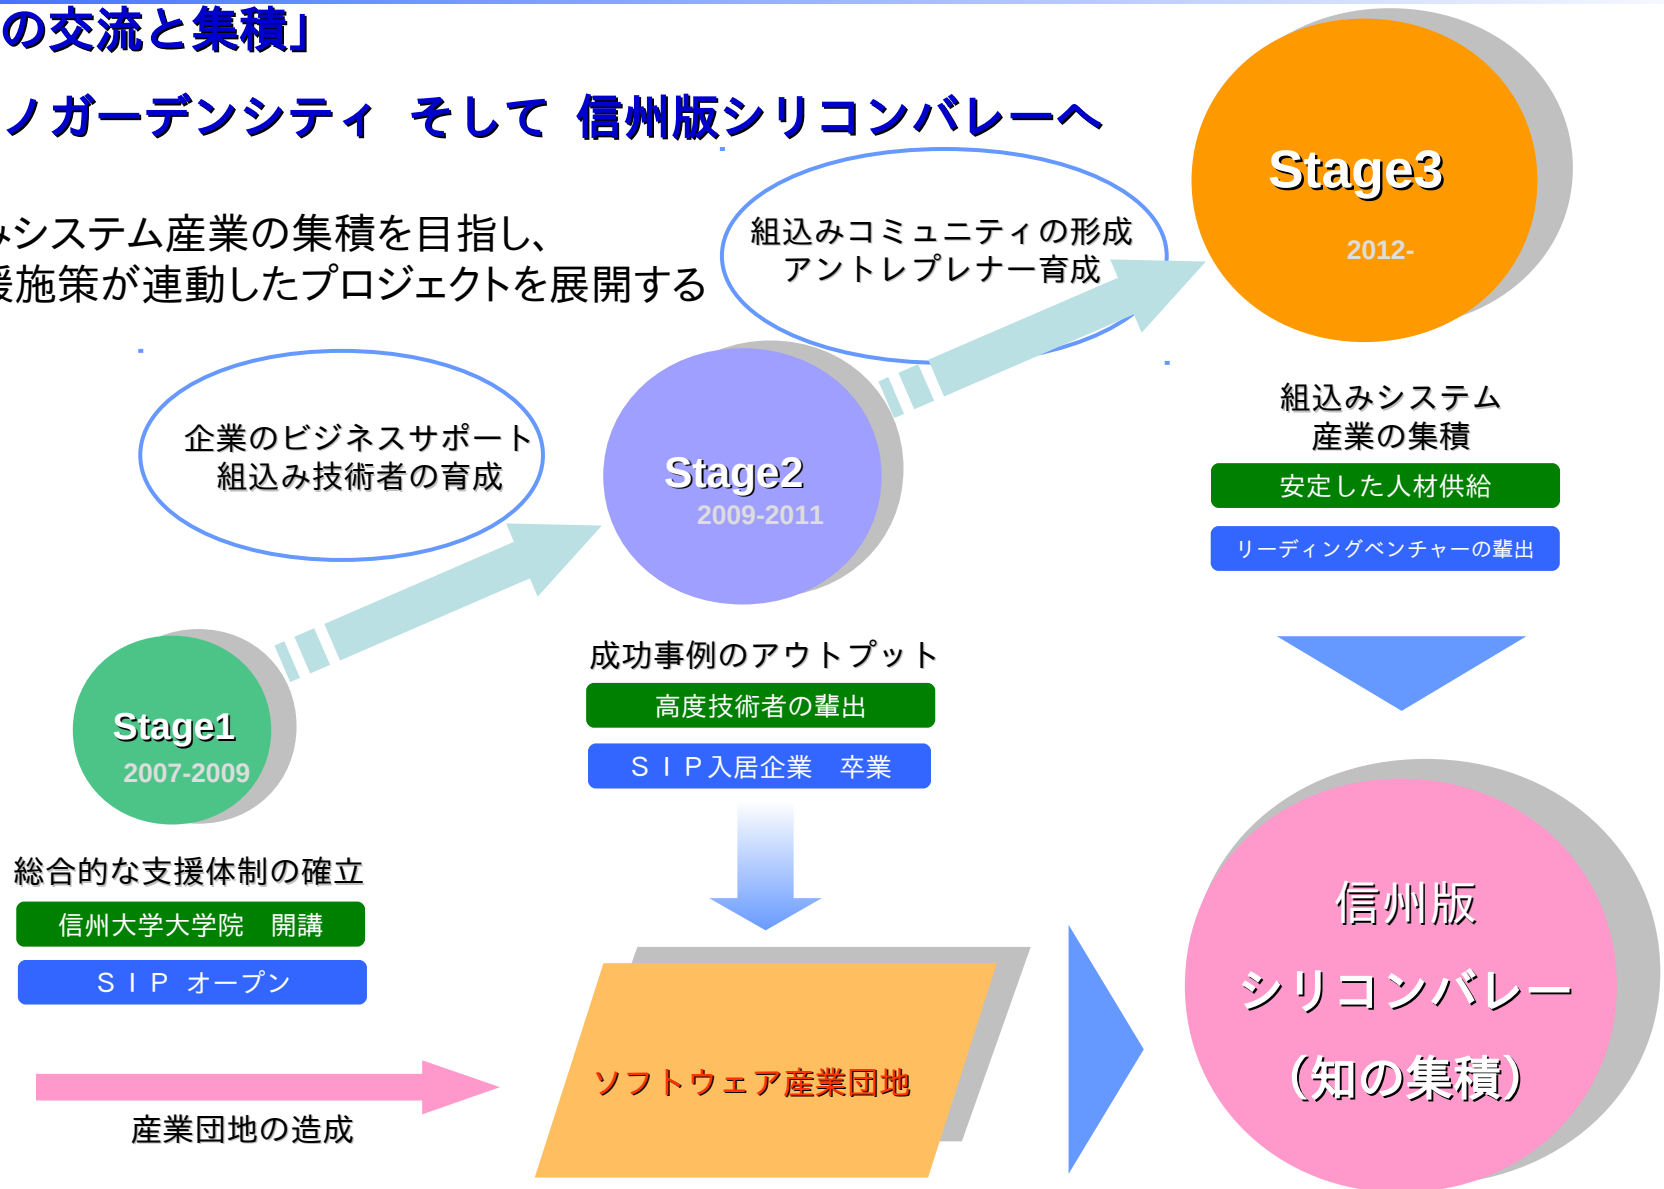 の交流と集積」
ノガーデンシティ そして 信州版シリコンバレーへ
みシステム産業の集積を目指し、
援施策が連動したプロジェクトを展開する
Stage3
2012-
組込みコミュニティの形成
アントレプレナー育成
企業のビジネスサポート
組込み技術者の育成
Stage2
2009-2011
組込みシステム
産業の集積
安定した人材供給
リーディングベンチャーの輩出
Stage1
2007-2009
成功事例のアウトプット
高度技術者の輩出
ＳＩＰ入居企業　卒業
総合的な支援体制の確立
信州大学大学院　開講
ＳＩＰ オープン
信州版
シリコンバレー
（知の集積）
ソフトウェア産業団地
産業団地の造成